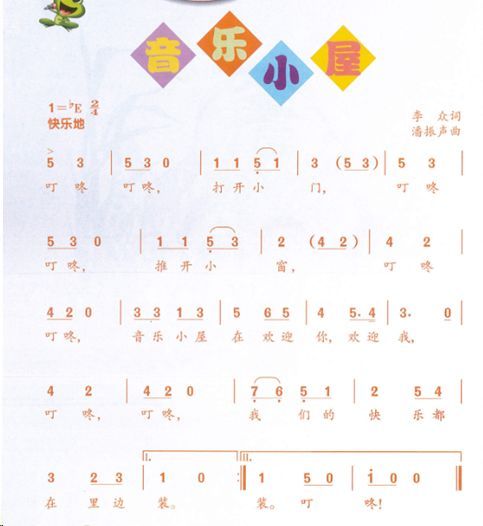 音乐小屋
1=♭E 2/4
快乐地
李 众词
潘振声曲
>
5 3 | 5 3 0 | 1 1 5 1 | 3 (5 3) | 5 3 |
叮 咚 叮 咚, 打 开 小 门, 叮 咚
5 3 0 | 1 1 5 3 | 2 (4 2) | 4 2 |
叮 咚, 推 开 小 窗, 叮 咚
4 2 0 | 3 3 1 3 | 5 6 5 | 4 5. 4 | 3. 0 |
叮 咚, 音 乐 小 屋 在 欢 迎 你, 欢 迎 我,
4 2 | 4 2 0 | 7 6 5 1 | 2 5 4 |
叮 咚, 叮 咚, 我 们 的 快 乐 都
I. II.
3 2 3 | 1 0 :| 1 5 0 | i 0 0 ‖
在 里 边 装。 装。 叮 咚!